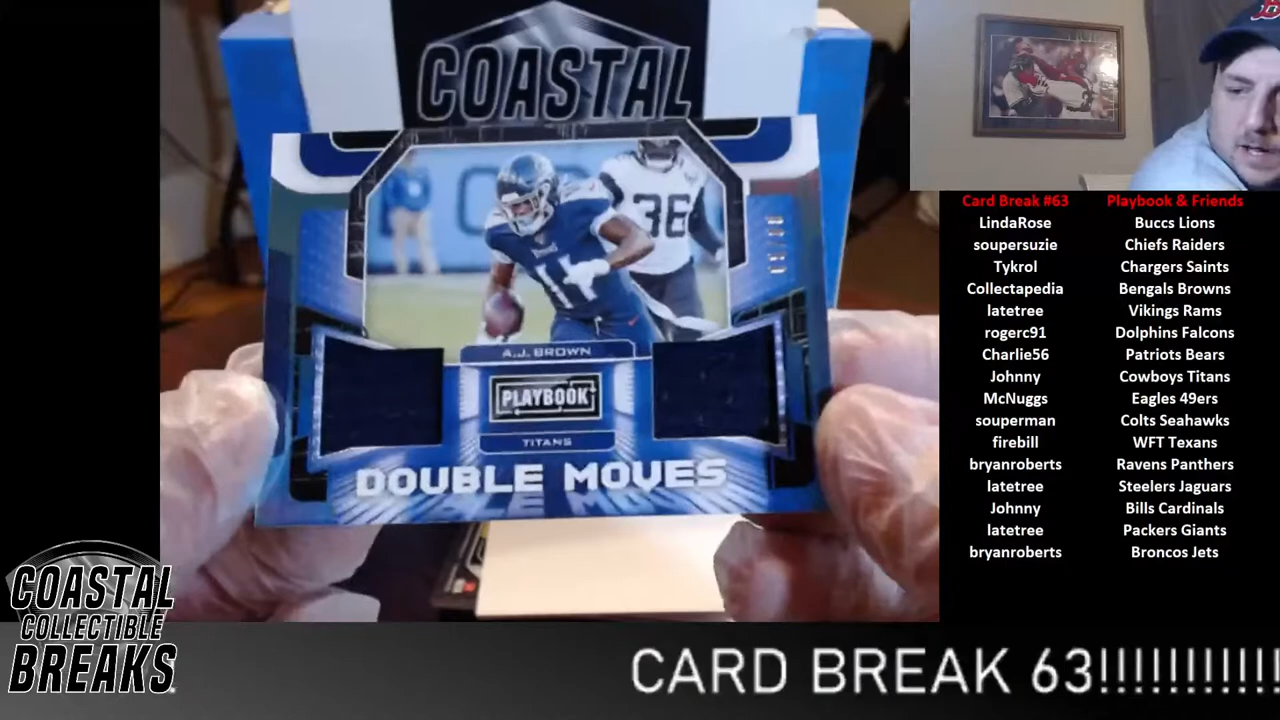 COASTAL
36
11
A.J. BROWN
PLAYBOOK
TITANS
DOUBLE MOVES
Card Break #63 Playbook & Friends
LindaRose Buccs Lions
soupersuzie Chiefs Raiders
Tykrol Chargers Saints
Collectapedia Bengals Browns
latetree Vikings Rams
rogerc91 Dolphins Falcons
Charlie56 Patriots Bears
Johnny Cowboys Titans
McNuggs Eagles 49ers
souperman Colts Seahawks
firebill WFT Texans
bryanroberts Ravens Panthers
latetree Steelers Jaguars
Johnny Bills Cardinals
latetree Packers Giants
bryanroberts Broncos Jets
COASTAL
COLLECTIBLE
BREAKS
CARD BREAK 63!!!!!!!!!!!!